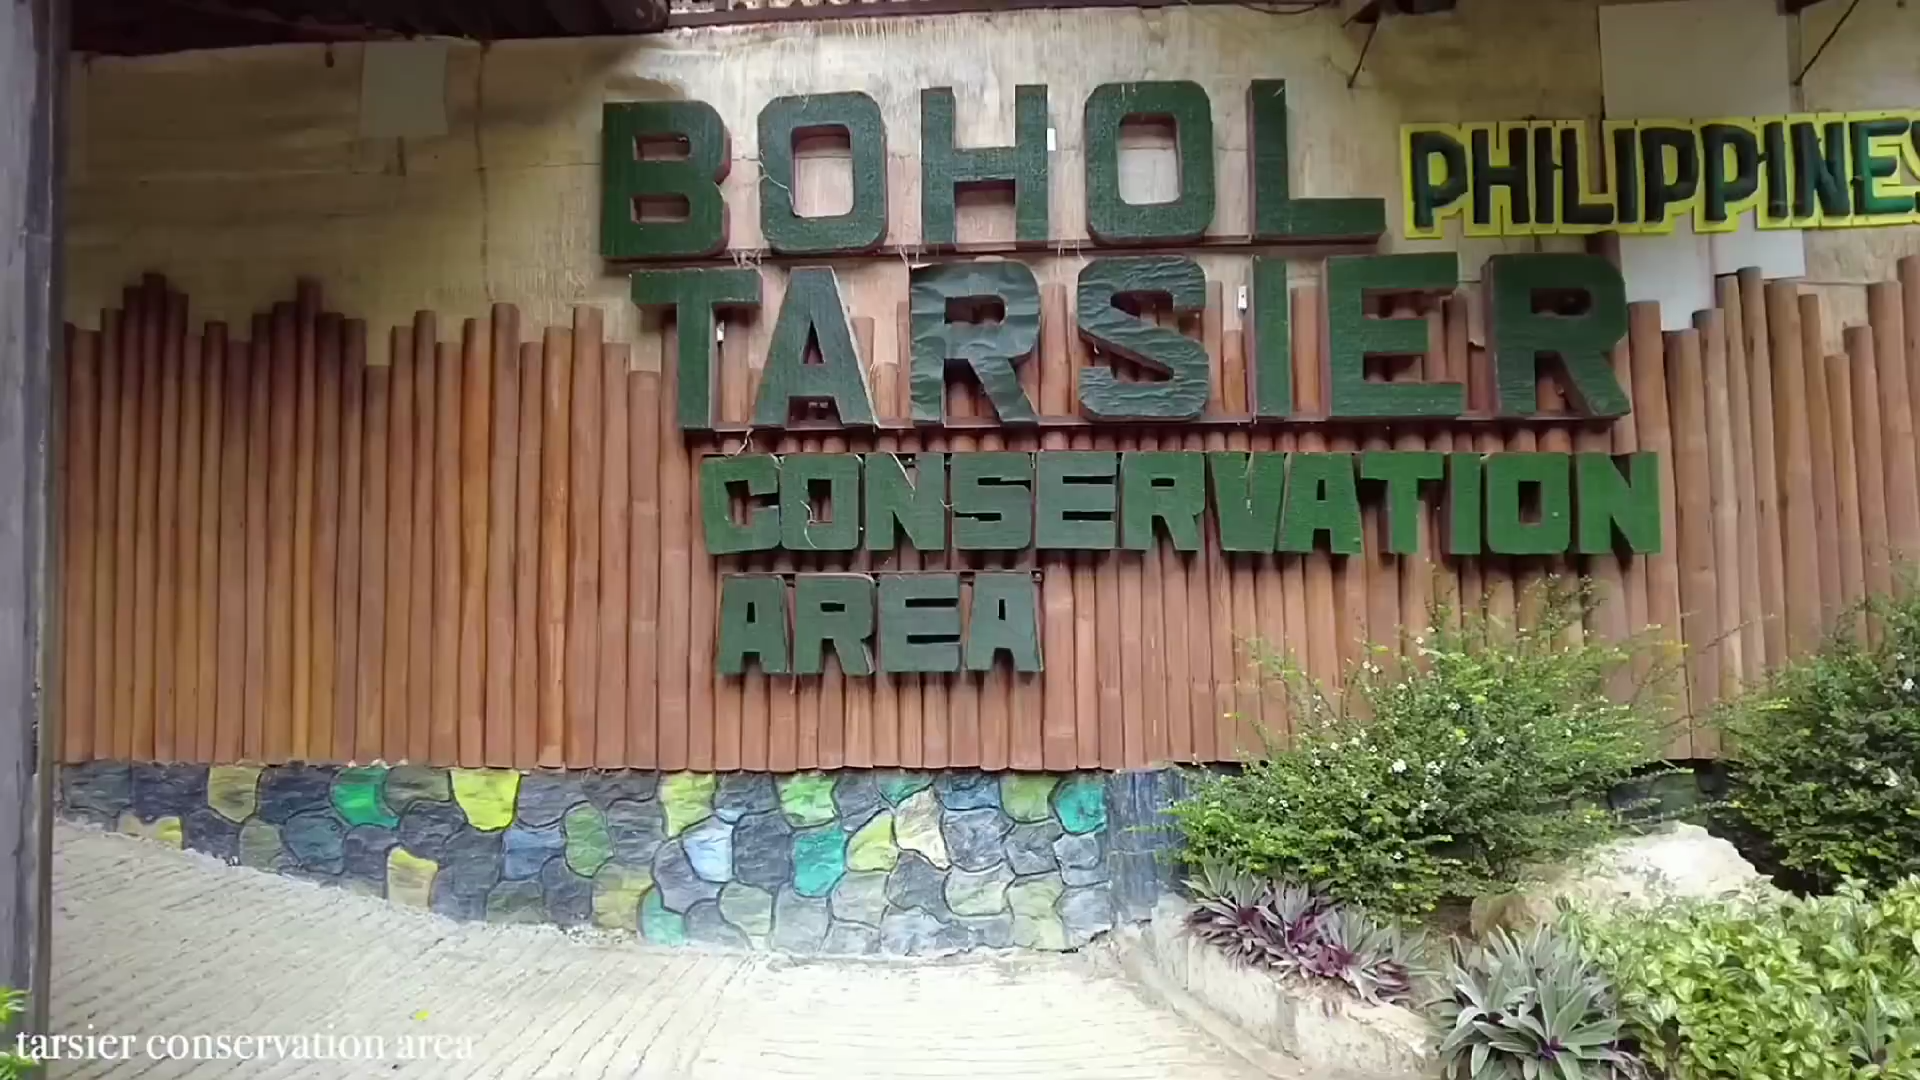 BOHOL
PHILIPPINES
TARSIER
CONSERVATION
AREA
tarsier conservation area